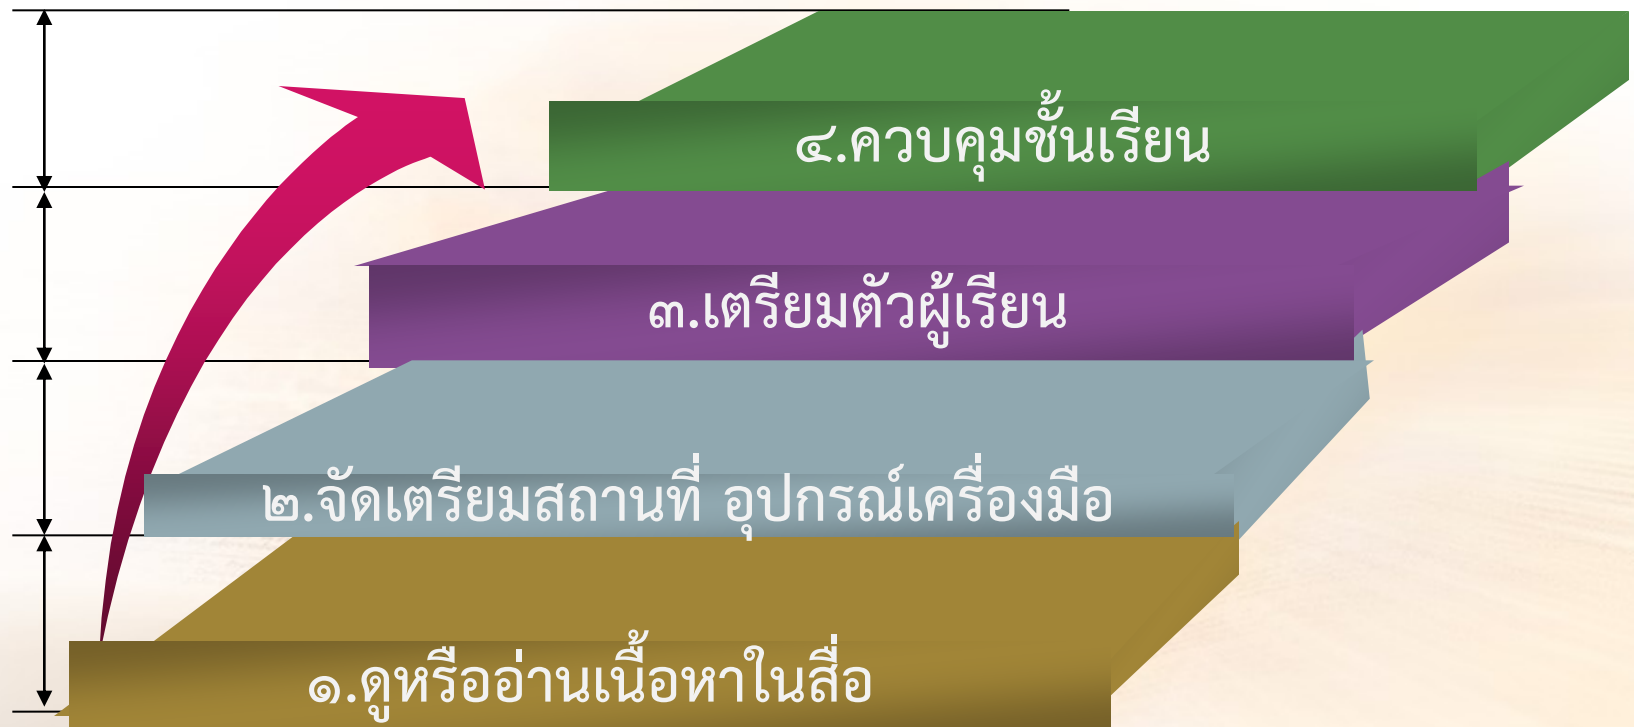 ๔.ควบคุมชั้นเรียน
๓.เตรียมตัวผู้เรียน
๒.จัดเตรียมสถานที่ อุปกรณ์เครื่องมือ
๑.ดูหรืออ่านเนื้อหาในสื่อ